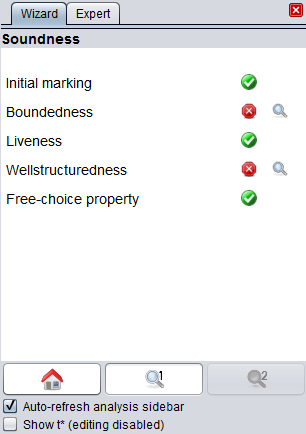 Wizard Expert
Soundness
Initial marking
Boundedness
Liveness
Wellstructuredness
Free-choice property
1 2
Auto-refresh analysis sidebar
Show t* (editing disabled)